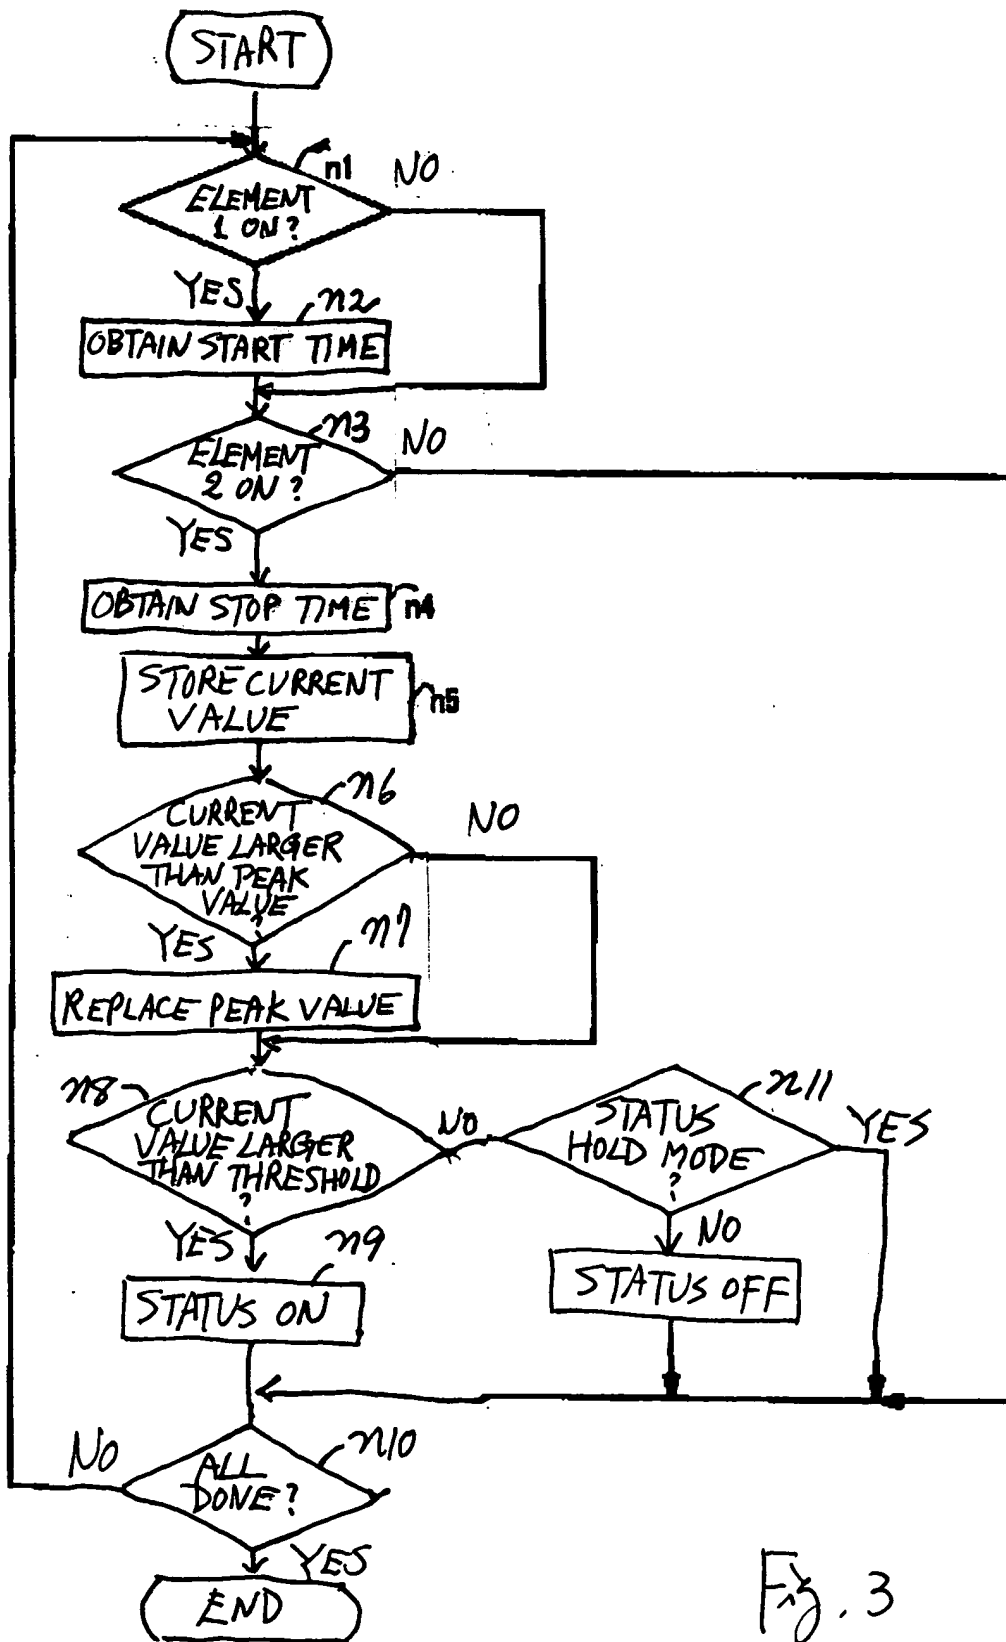 START
n1
NO
ELEMENT
1 ON?
YES
n2
OBTAIN START TIME
n3
NO
ELEMENT
2 ON?
YES
OBTAIN STOP TIME
n4
STORE CURRENT
VALUE
n5
n6
NO
CURRENT
VALUE LARGER
THAN PEAK
VALUE
?
YES
n7
REPLACE PEAK VALUE
n8
CURRENT
VALUE LARGER
THAN THRESHOLD
?
NO
n11
STATUS
HOLD MODE
?
YES
YES
n9
NO
STATUS ON
STATUS OFF
NO
n10
ALL
DONE?
YES
END
Fig. 3